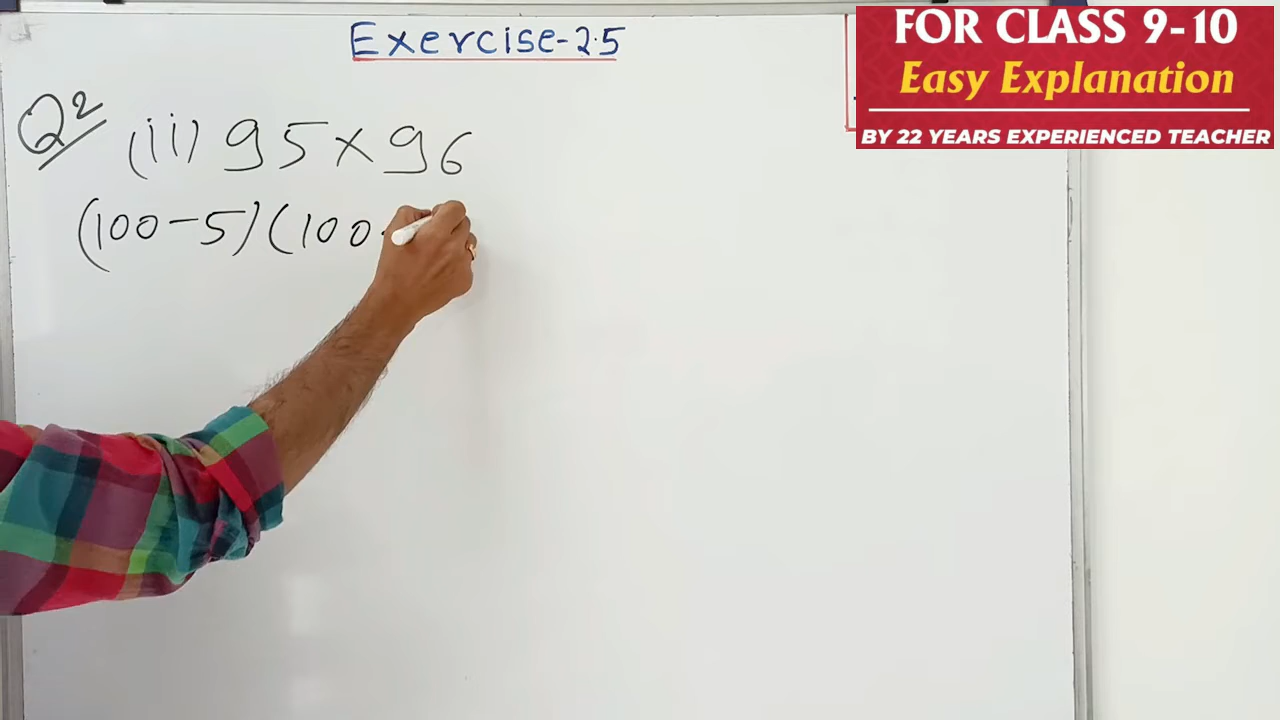 Exercise-2.5
FOR CLASS 9-10
Easy Explanation
BY 22 YEARS EXPERIENCED TEACHER
Q2 (ii) 95 × 96
(100 - 5) (100 -